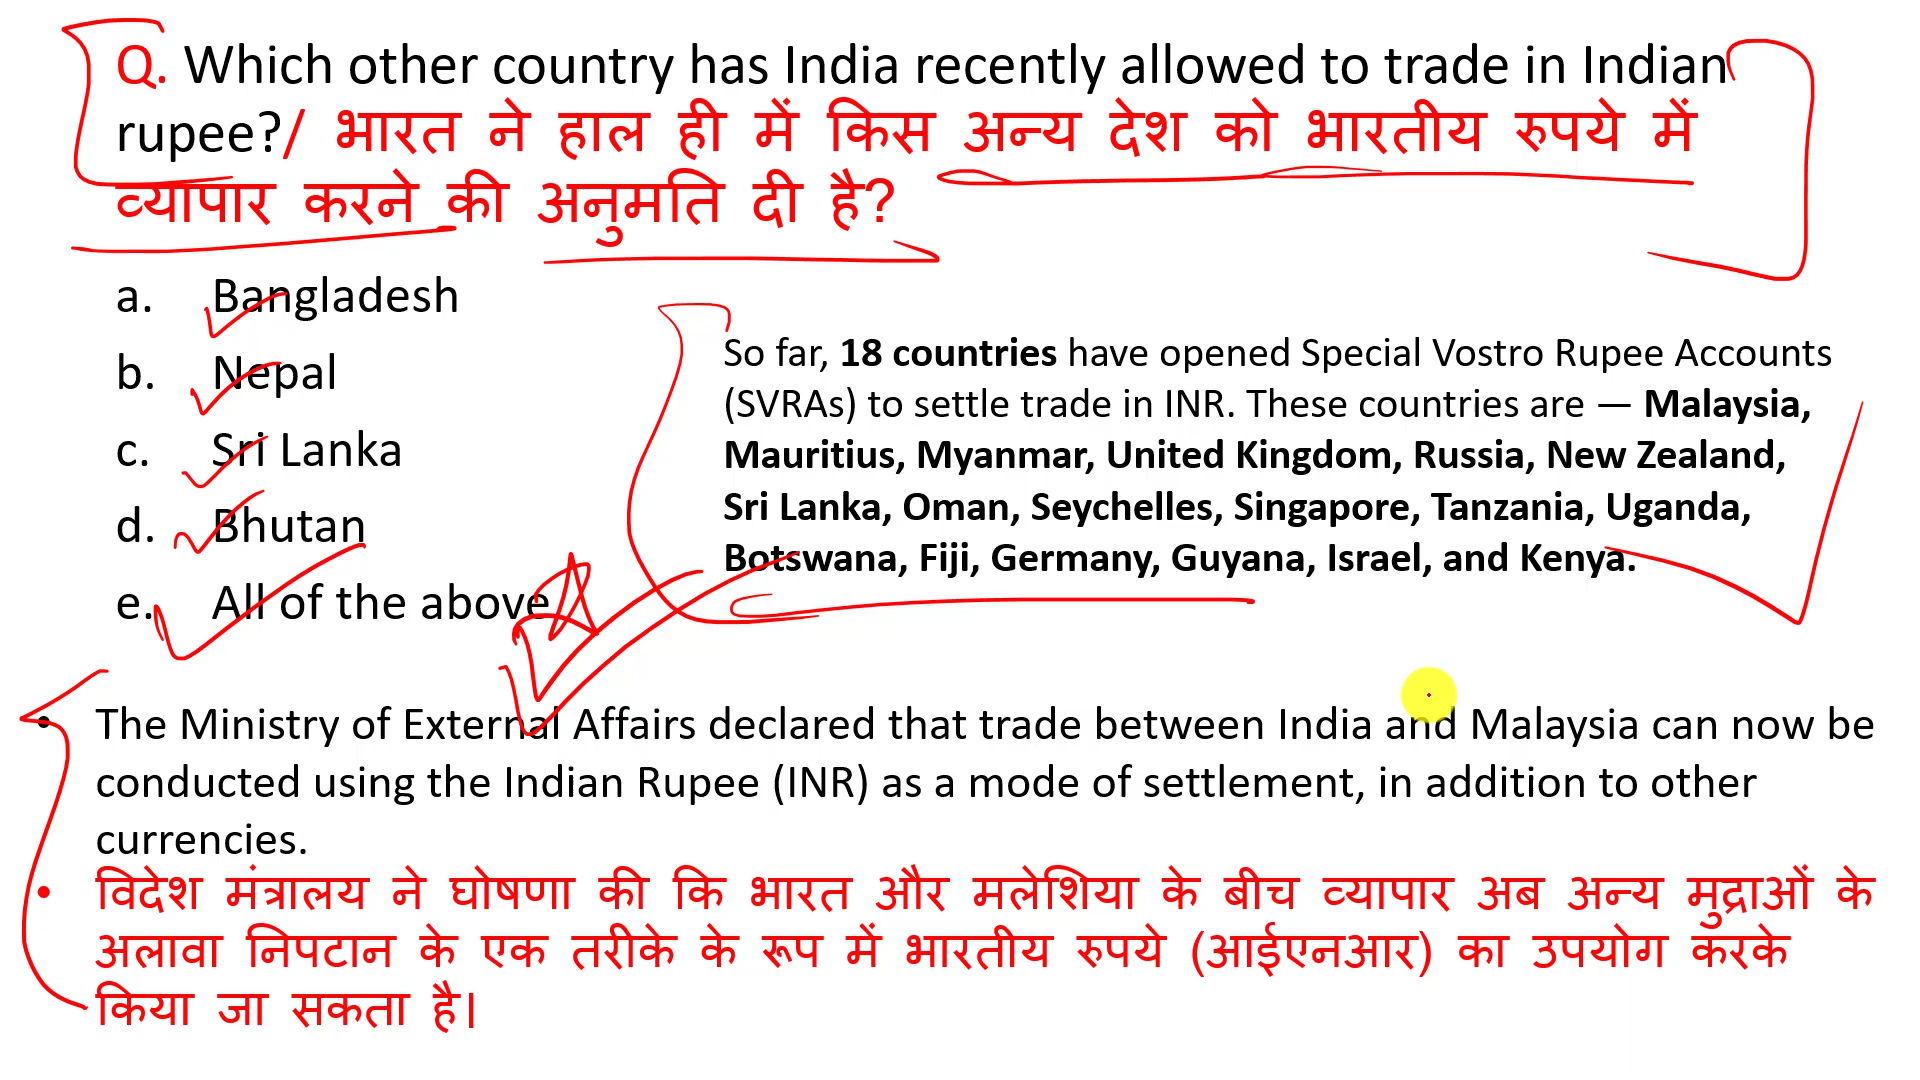 Q. Which other country has India recently allowed to trade in Indian
rupee?/ भारत ने हाल ही में किस अन्य देश को भारतीय रुपये में
व्यापार करने की अनुमति दी है?
a. Bangladesh
b. Nepal
c. Sri Lanka
d. Bhutan
e. All of the above
So far, 18 countries have opened Special Vostro Rupee Accounts
(SVRAs) to settle trade in INR. These countries are — Malaysia,
Mauritius, Myanmar, United Kingdom, Russia, New Zealand,
Sri Lanka, Oman, Seychelles, Singapore, Tanzania, Uganda,
Botswana, Fiji, Germany, Guyana, Israel, and Kenya.
• The Ministry of External Affairs declared that trade between India and Malaysia can now be
conducted using the Indian Rupee (INR) as a mode of settlement, in addition to other
currencies.
• विदेश मंत्रालय ने घोषणा की कि भारत और मलेशिया के बीच व्यापार अब अन्य मुद्राओं के
अलावा निपटान के एक तरीके के रूप में भारतीय रुपये (आईएनआर) का उपयोग करके
किया जा सकता है।